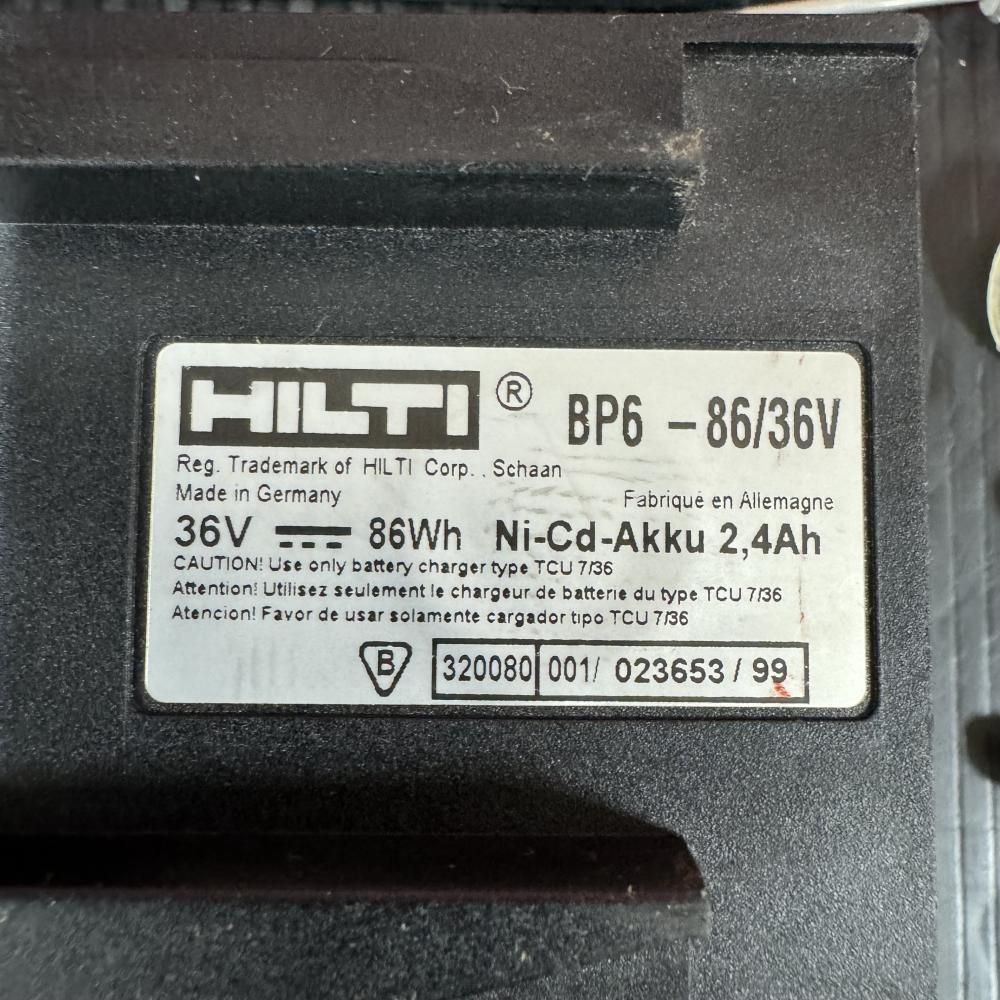 HILTI ® BP6 - 86/36V
Reg. Trademark of HILTI Corp., Schaan
Made in Germany Fabriqué en Allemagne
36V 86Wh Ni-Cd-Akku 2,4Ah
CAUTION! Use only battery charger type TCU 7/36
Attention! Utilisez seulement le chargeur de batterie du type TCU 7/36
Atencion! Favor de usar solamente cargador tipo TCU 7/36
B 320080 001/ 023653 / 99